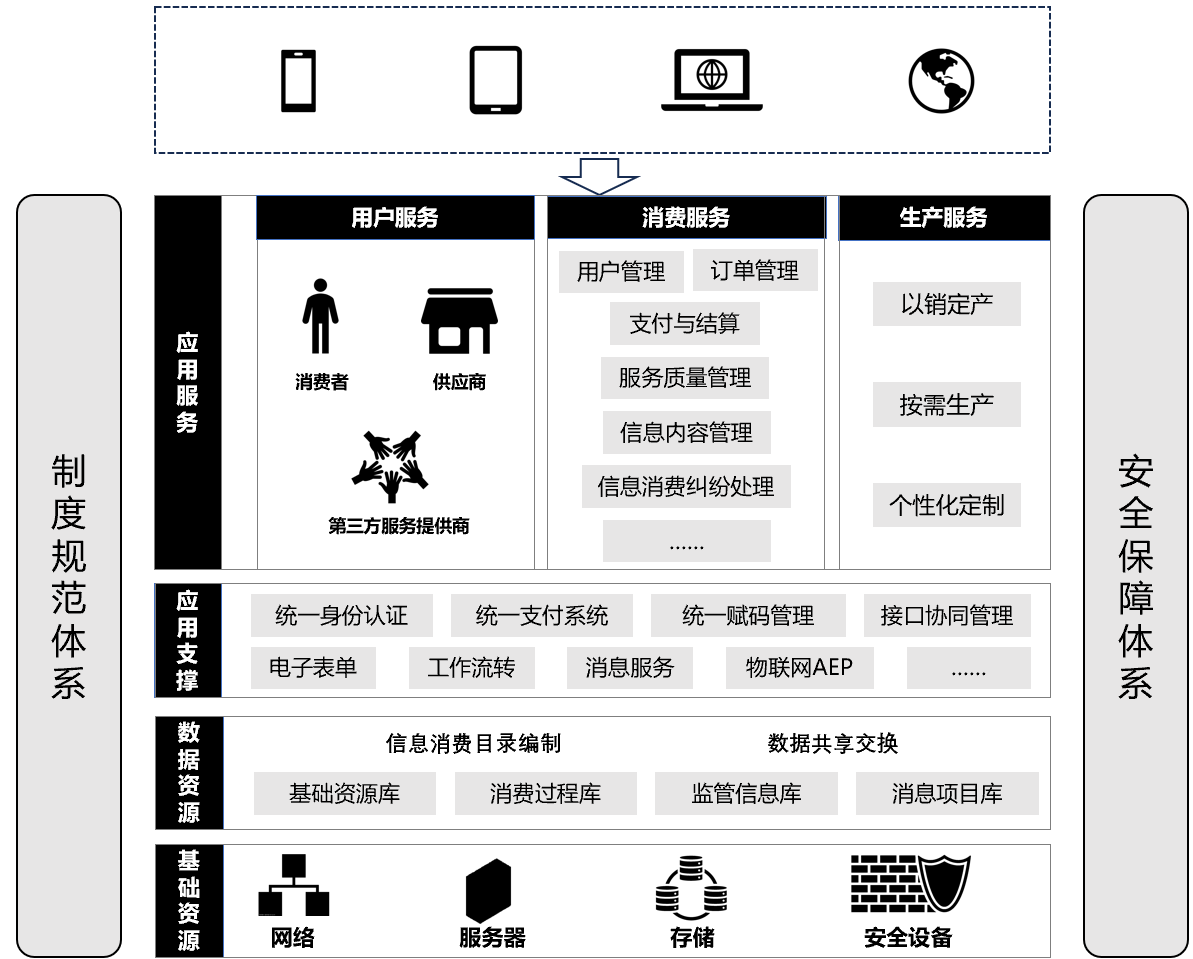 制度规范体系
应用服务
用户服务
消费者
供应商
第三方服务提供商
消费服务
用户管理
订单管理
支付与结算
服务质量管理
信息内容管理
信息消费纠纷处理
......
生产服务
以销定产
按需生产
个性化定制
应用支撑
统一身份认证
统一支付系统
统一赋码管理
接口协同管理
电子表单
工作流转
消息服务
物联网AEP
......
数据资源
信息消费目录编制
数据共享交换
基础资源库
消费过程库
监管信息库
消息项目库
基础资源
网络
服务器
存储
安全设备
安全保障体系